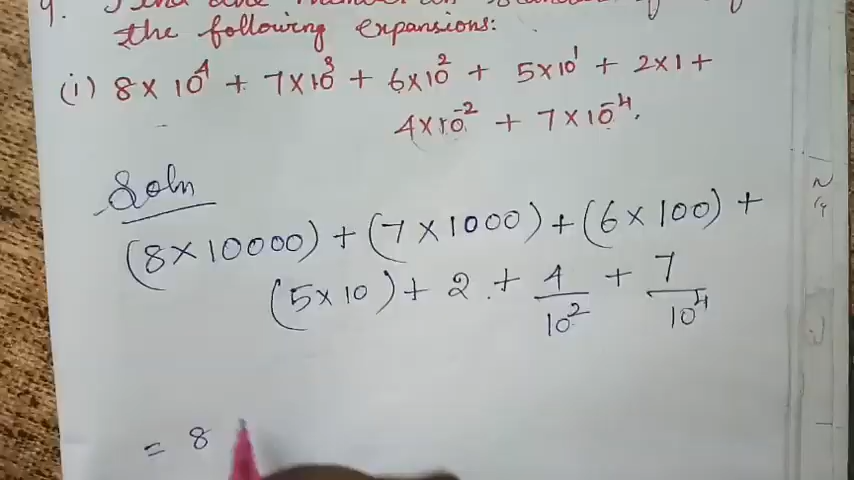 the following expansions:
(i) 8 × 10⁴ + 7×10³ + 6×10² + 5×10¹ + 2×1 +
4×10⁻² + 7×10⁻⁴.
Soln
(8×10000) + (7×1000) + (6×100) +
(5×10) + 2 + 4/10² + 7/10⁴
= 8